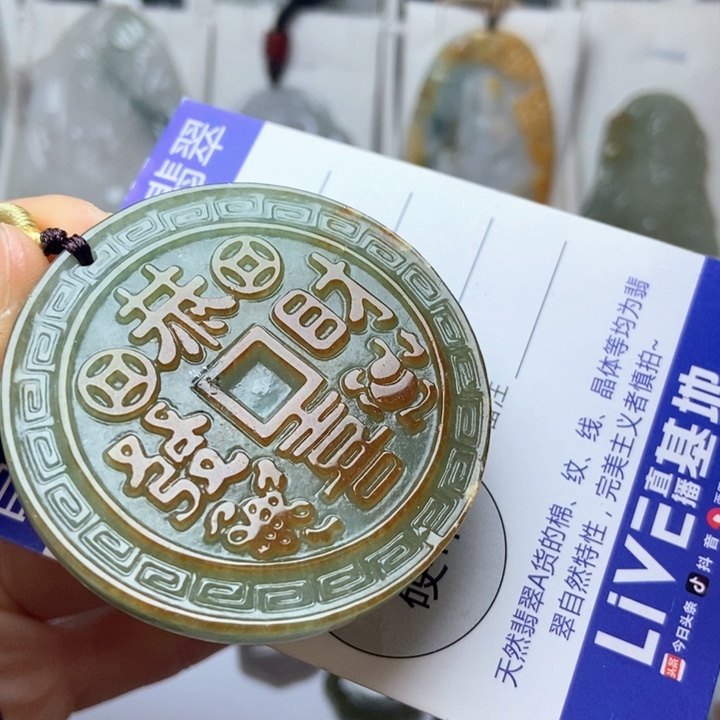 翡翠
恭
喜
發
財
天然翡翠A货的棉、纹、线、晶体等均为翡
翠自然特性，完美主义者慎拍~
LiVE直播基地
头条
今日头条
抖音